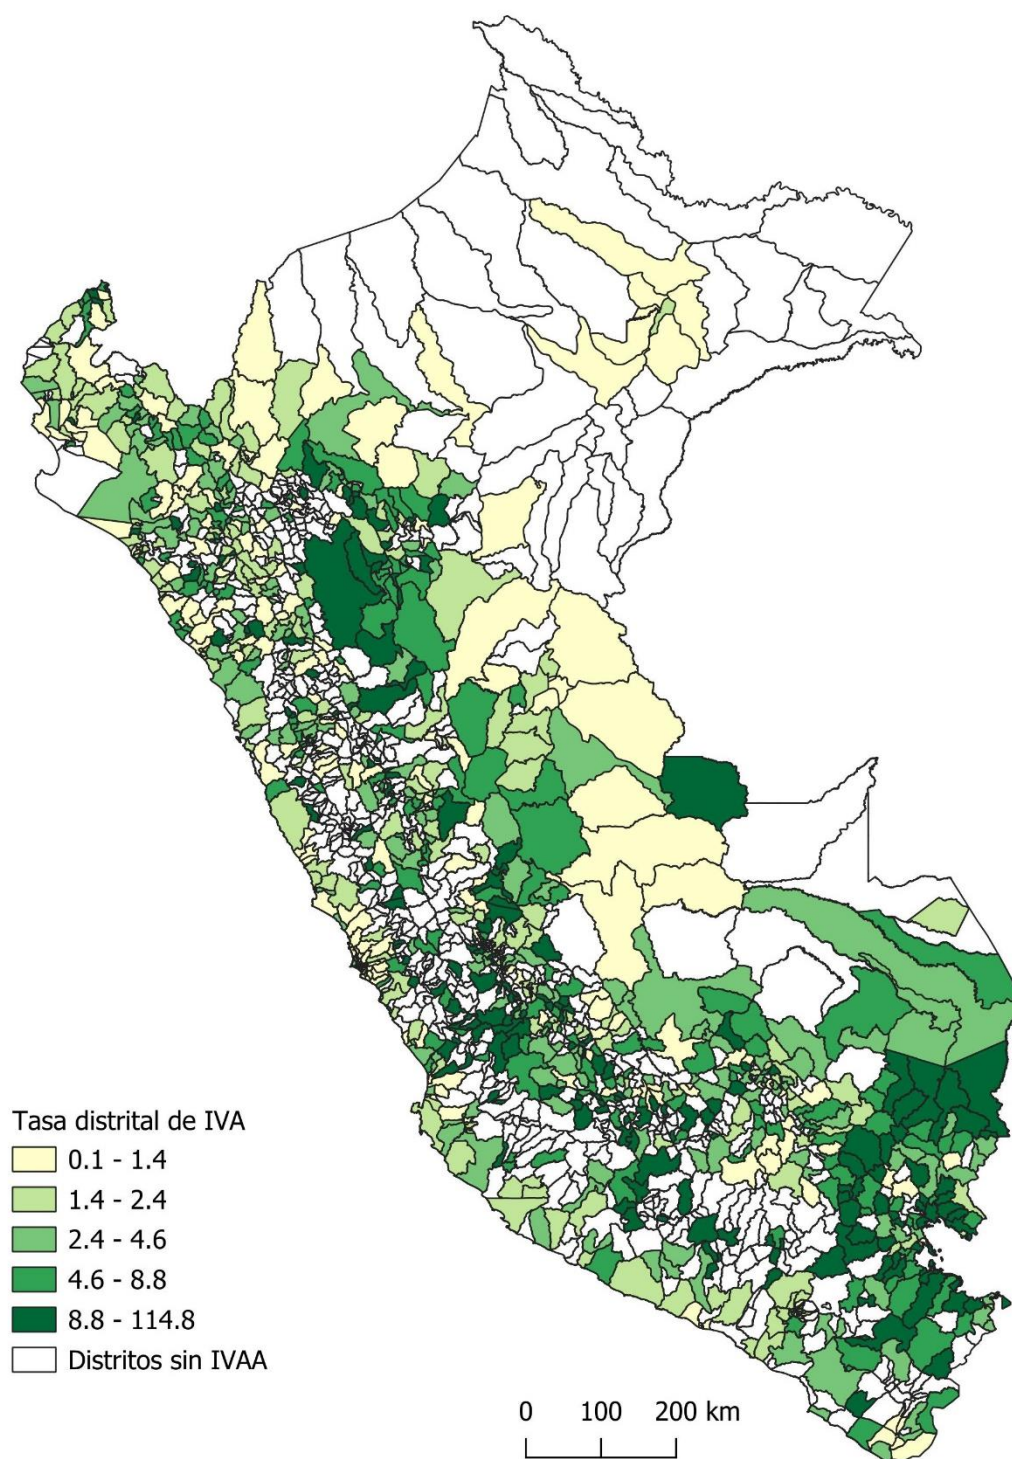 Tasa distrital de IVA
0.1 - 1.4
1.4 - 2.4
2.4 - 4.6
4.6 - 8.8
8.8 - 114.8
Distritos sin IVAA
0 100 200 km